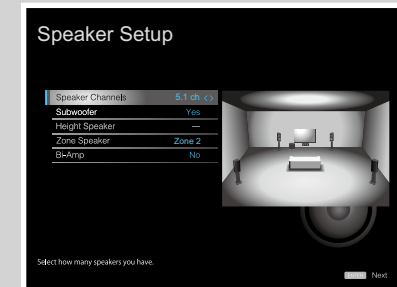 Speaker Setup
Speaker Channels 5.1 ch <>
Subwoofer Yes
Height Speaker —
Zone Speaker Zone 2
Bi-Amp No
Select how many speakers you have.
ENTER Next